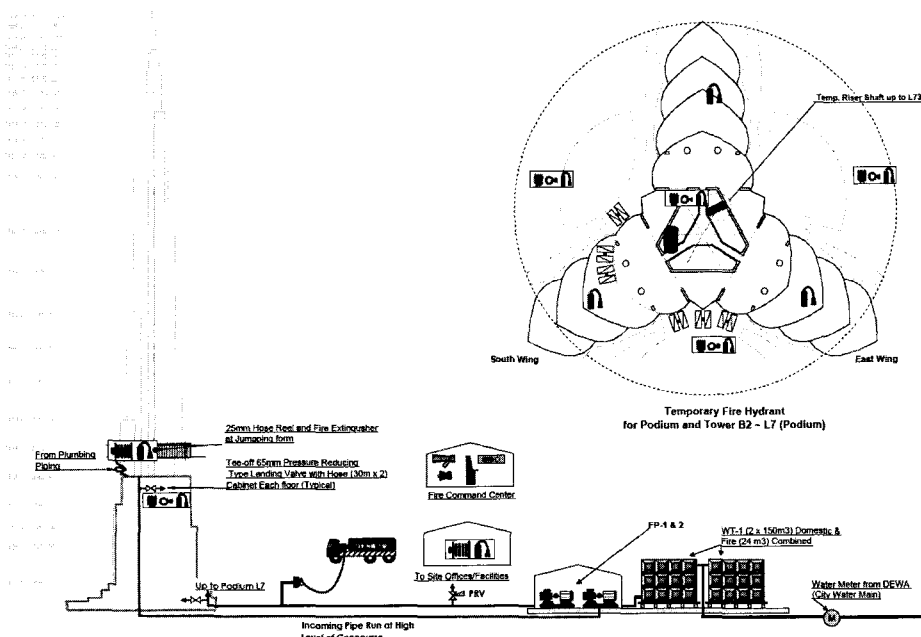 Temp. Riser Shaft up to L73
South Wing
East Wing
Temporary Fire Hydrant
for Podium and Tower B2 ~ L7 (Podium)
25mm Hose Reel and Fire Extinguisher
at Jumpping form
From Plumbing
Pipiing
Tee-off 65mm Pressure Reducing
Type Landing Valve with Hose (30m x 2)
Cabinet Each floor (Typical)
Fire Command Center
FP-1 & 2
WT-1 (2 x 150m3) Domestic &
Fire (24 m3) Combined
Up to Podium L7
To Site Offices/Facilities
PRV
Water Meter from DEWA
(City Water Main)
M
Incoming Pipe Run at High
Level of